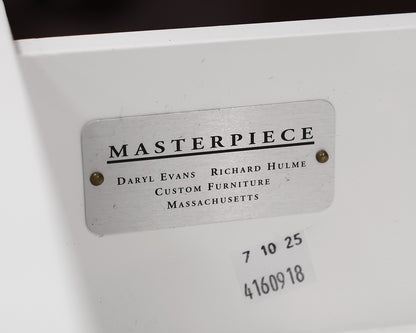 MASTERPIECE
DARYL EVANS RICHARD HULME
CUSTOM FURNITURE
MASSACHUSETTS
7 10 25
4160918